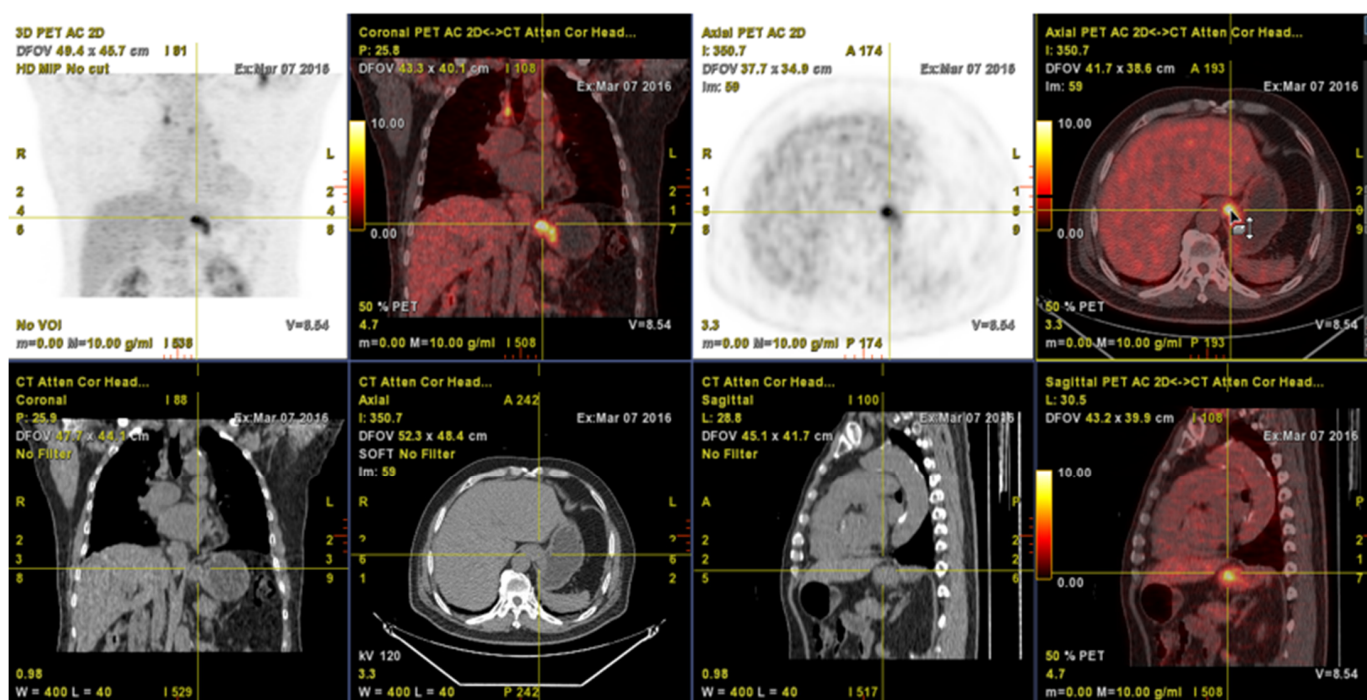 3D PET AC 2D
DFOV 49.4 x 45.7 cm I 91
HD MIP No cut Ex:Mar 07 2016
R L
No VOI V=8.54
m=0.00 M=10.00 g/ml I 538
Coronal PET AC 2D<->CT Atten Cor Head...
P: 25.8
DFOV 43.3 x 40.1 cm I 108
Ex:Mar 07 2016
10.00
R L
0.00
50 % PET
4.7 V=8.54
m=0.00 M=10.00 g/ml I 508
Axial PET AC 2D
I: 350.7 A 174
DFOV 37.7 x 34.9 cm
Im: 59 Ex:Mar 07 2016
R L
3.3 V=8.54
m=0.00 M=10.00 g/ml P 174
Axial PET AC 2D<->CT Atten Cor Head...
I: 350.7
DFOV 41.7 x 38.6 cm A 193
Im: 59 Ex:Mar 07 2016
10.00
R L
0.00
50 % PET
3.3 V=8.54
m=0.00 M=10.00 g/ml P 193
CT Atten Cor Head...
Coronal I 88
P: 25.9 Ex:Mar 07 2016
DFOV 47.7 x 44.1 cm
No Filter
R L
0.98
W = 400 L = 40 I 529
CT Atten Cor Head...
Axial A 242
I: 350.7 Ex:Mar 07 2016
DFOV 52.3 x 48.4 cm
SOFT No Filter
Im: 59
R L
kV 120
3.3
W = 400 L = 40 P 242
CT Atten Cor Head...
Sagittal I 100
L: 28.8 Ex:Mar 07 2016
DFOV 45.1 x 41.7 cm
No Filter
A P
0.98
W = 400 L = 40 I 517
Sagittal PET AC 2D<->CT Atten Cor Head...
L: 30.5
DFOV 43.2 x 39.9 cm I 108
Ex:Mar 07 2016
10.00
A P
0.00
50 % PET
4.7 V=8.54
m=0.00 M=10.00 g/ml I 508